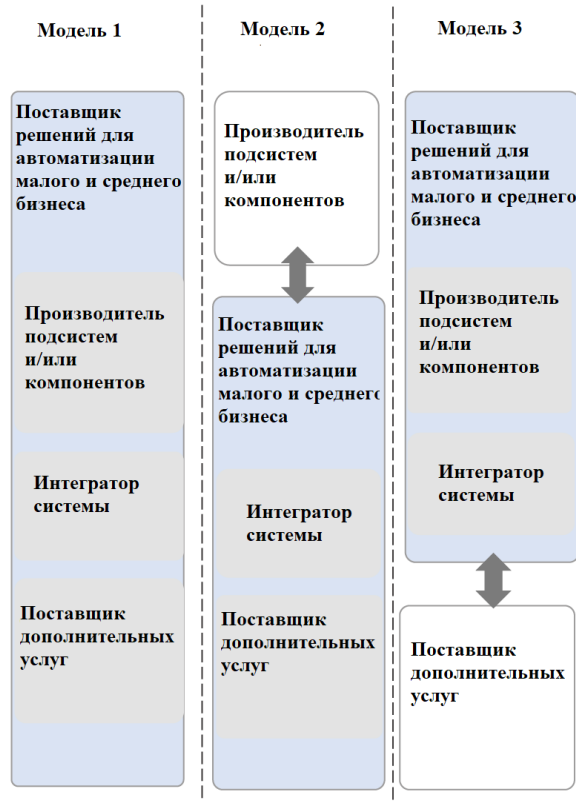 Модель 1
Поставщик
решений для
автоматизации
малого и среднего
бизнеса
Производитель
подсистем
и/или
компонентов
Интегратор
системы
Поставщик
дополнительных
услуг
Модель 2
Производитель
подсистем
и/или
компонентов
Поставщик
решений для
автоматизации
малого и среднего
бизнеса
Интегратор
системы
Поставщик
дополнительных
услуг
Модель 3
Поставщик
решений для
автоматизации
малого и среднего
бизнеса
Производитель
подсистем
и/или
компонентов
Интегратор
системы
Поставщик
дополнительных
услуг